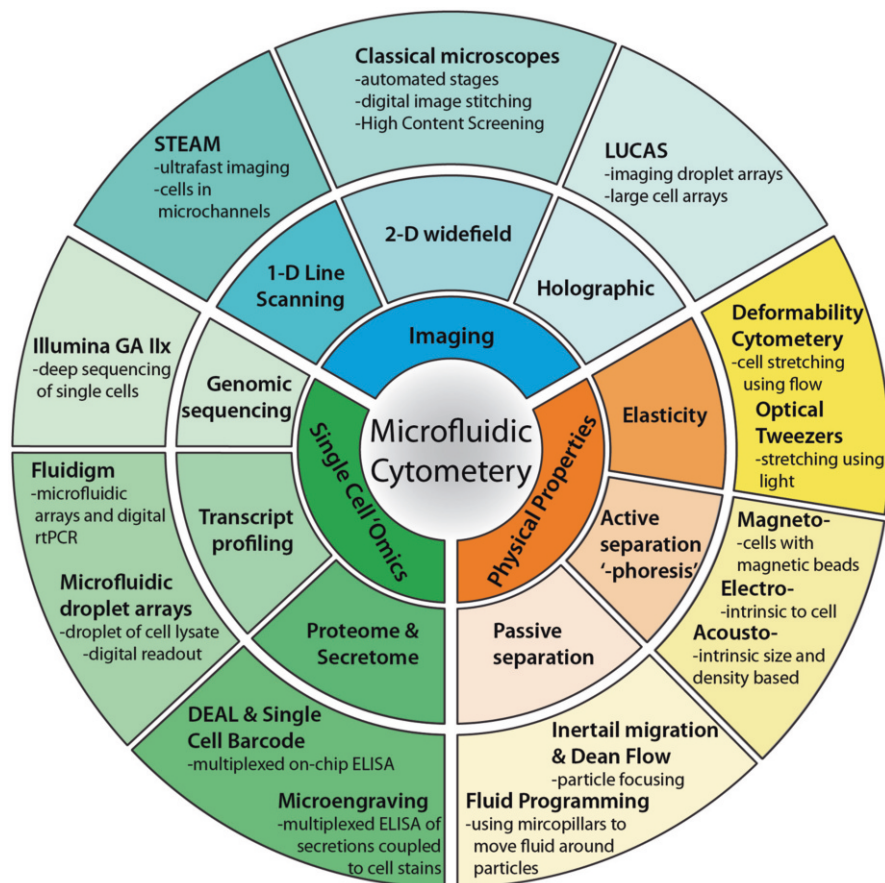 Classical microscopes
-automated stages
-digital image stitching
-High Content Screening
STEAM
-ultrafast imaging
-cells in
microchannels
LUCAS
-imaging droplet arrays
-large cell arrays
2-D widefield
1-D Line
Scanning
Holographic
Imaging
Illumina GA IIx
-deep sequencing
of single cells
Genomic
sequencing
Deformability
Cytometery
-cell stretching
using flow
Optical
Tweezers
-stretching using
light
Elasticity
Microfluidic
Cytometery
Single Cell 'Omics
Physical Properties
Fluidigm
-microfluidic
arrays and digital
rtPCR
Microfluidic
droplet arrays
-droplet of cell lysate
-digital readout
Transcript
profiling
Active
separation
'-phoresis'
Magneto-
-cells with
magnetic beads
Electro-
-intrinsic to cell
Acousto-
-intrinsic size and
density based
Proteome &
Secretome
Passive
separation
DEAL & Single
Cell Barcode
-multiplexed on-chip ELISA
Microengraving
-multiplexed ELISA of
secretions coupled
to cell stains
Inertail migration
& Dean Flow
-particle focusing
Fluid Programming
-using mircopillars to
move fluid around
particles